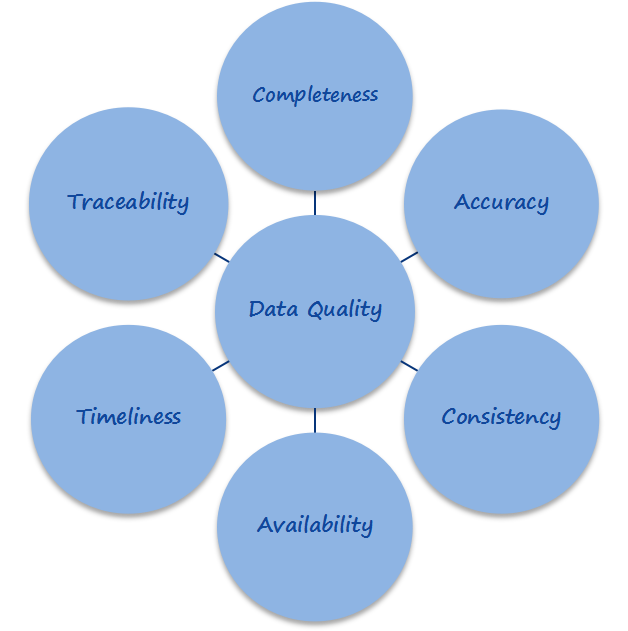 Completeness
Traceability
Accuracy
Data Quality
Timeliness
Consistency
Availability